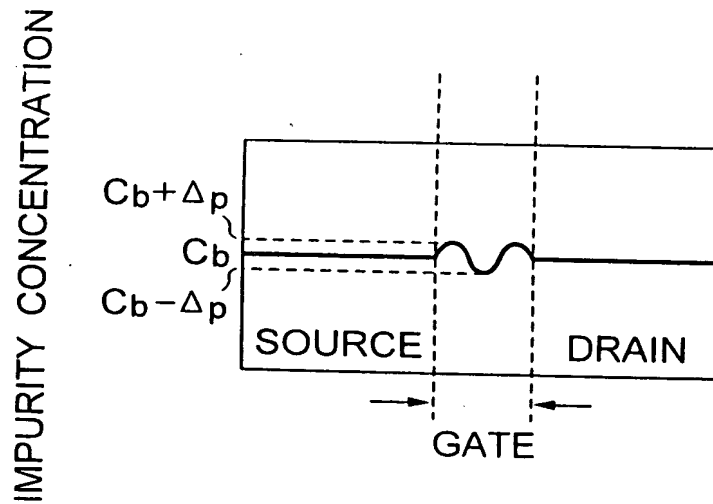 IMPURITY CONCENTRATION
Cb+Δp
Cb
Cb−Δp
SOURCE
DRAIN
GATE